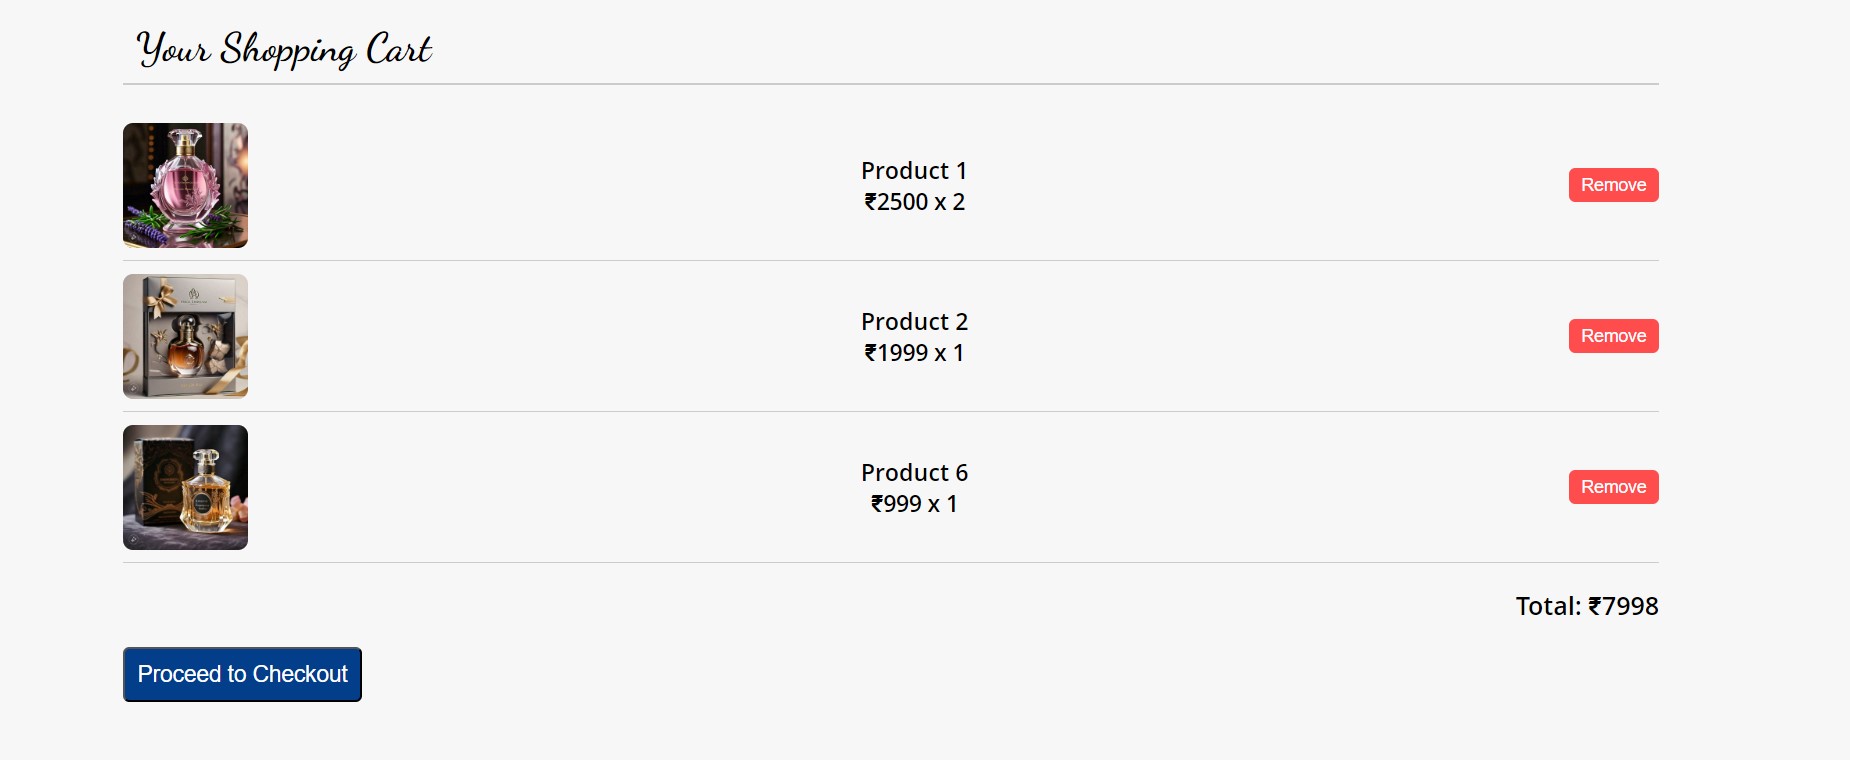 Your Shopping Cart
Product 1
₹2500 x 2
Remove
Product 2
₹1999 x 1
Remove
Product 6
₹999 x 1
Remove
Total: ₹7998
Proceed to Checkout